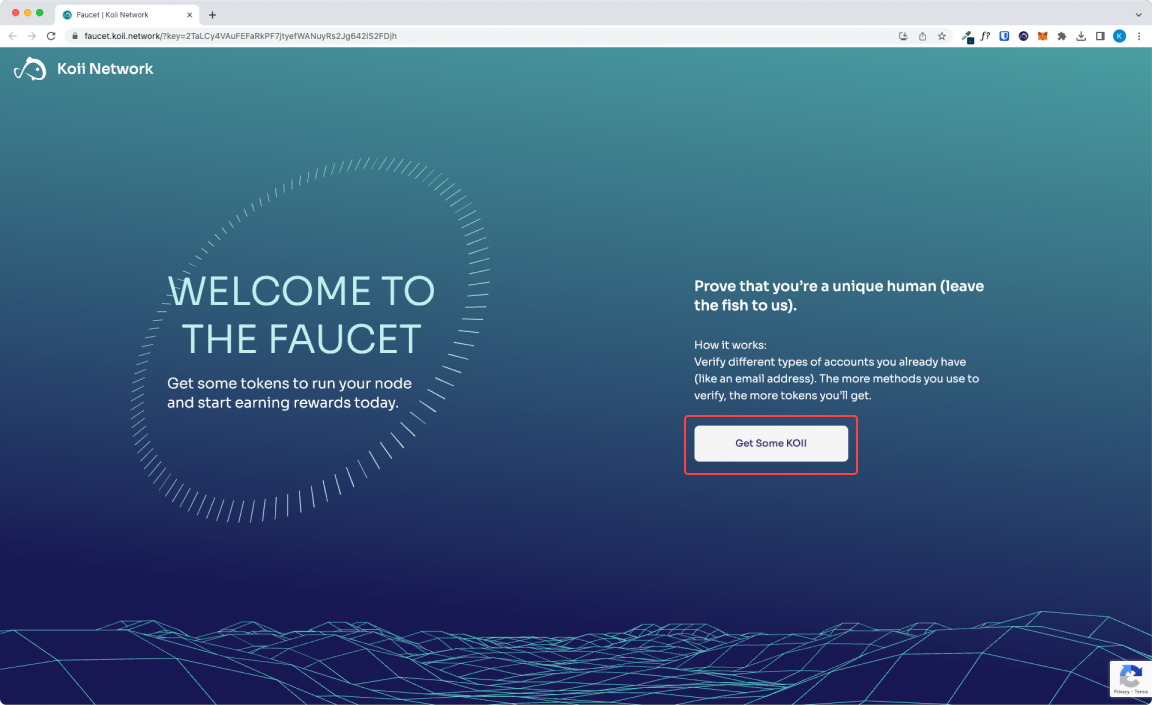 Faucet | Koii Network
faucet.koii.network/?key=2TaLCy4VAuFEFaRkPF7jtyefWANuyRs2Jg642iS2FDjh
f?
K
Koii Network
WELCOME TO
THE FAUCET
Get some tokens to run your node
and start earning rewards today.
Prove that you’re a unique human (leave
the fish to us).
How it works:
Verify different types of accounts you already have
(like an email address). The more methods you use to
verify, the more tokens you’ll get.
Get Some KOII
Privacy - Terms